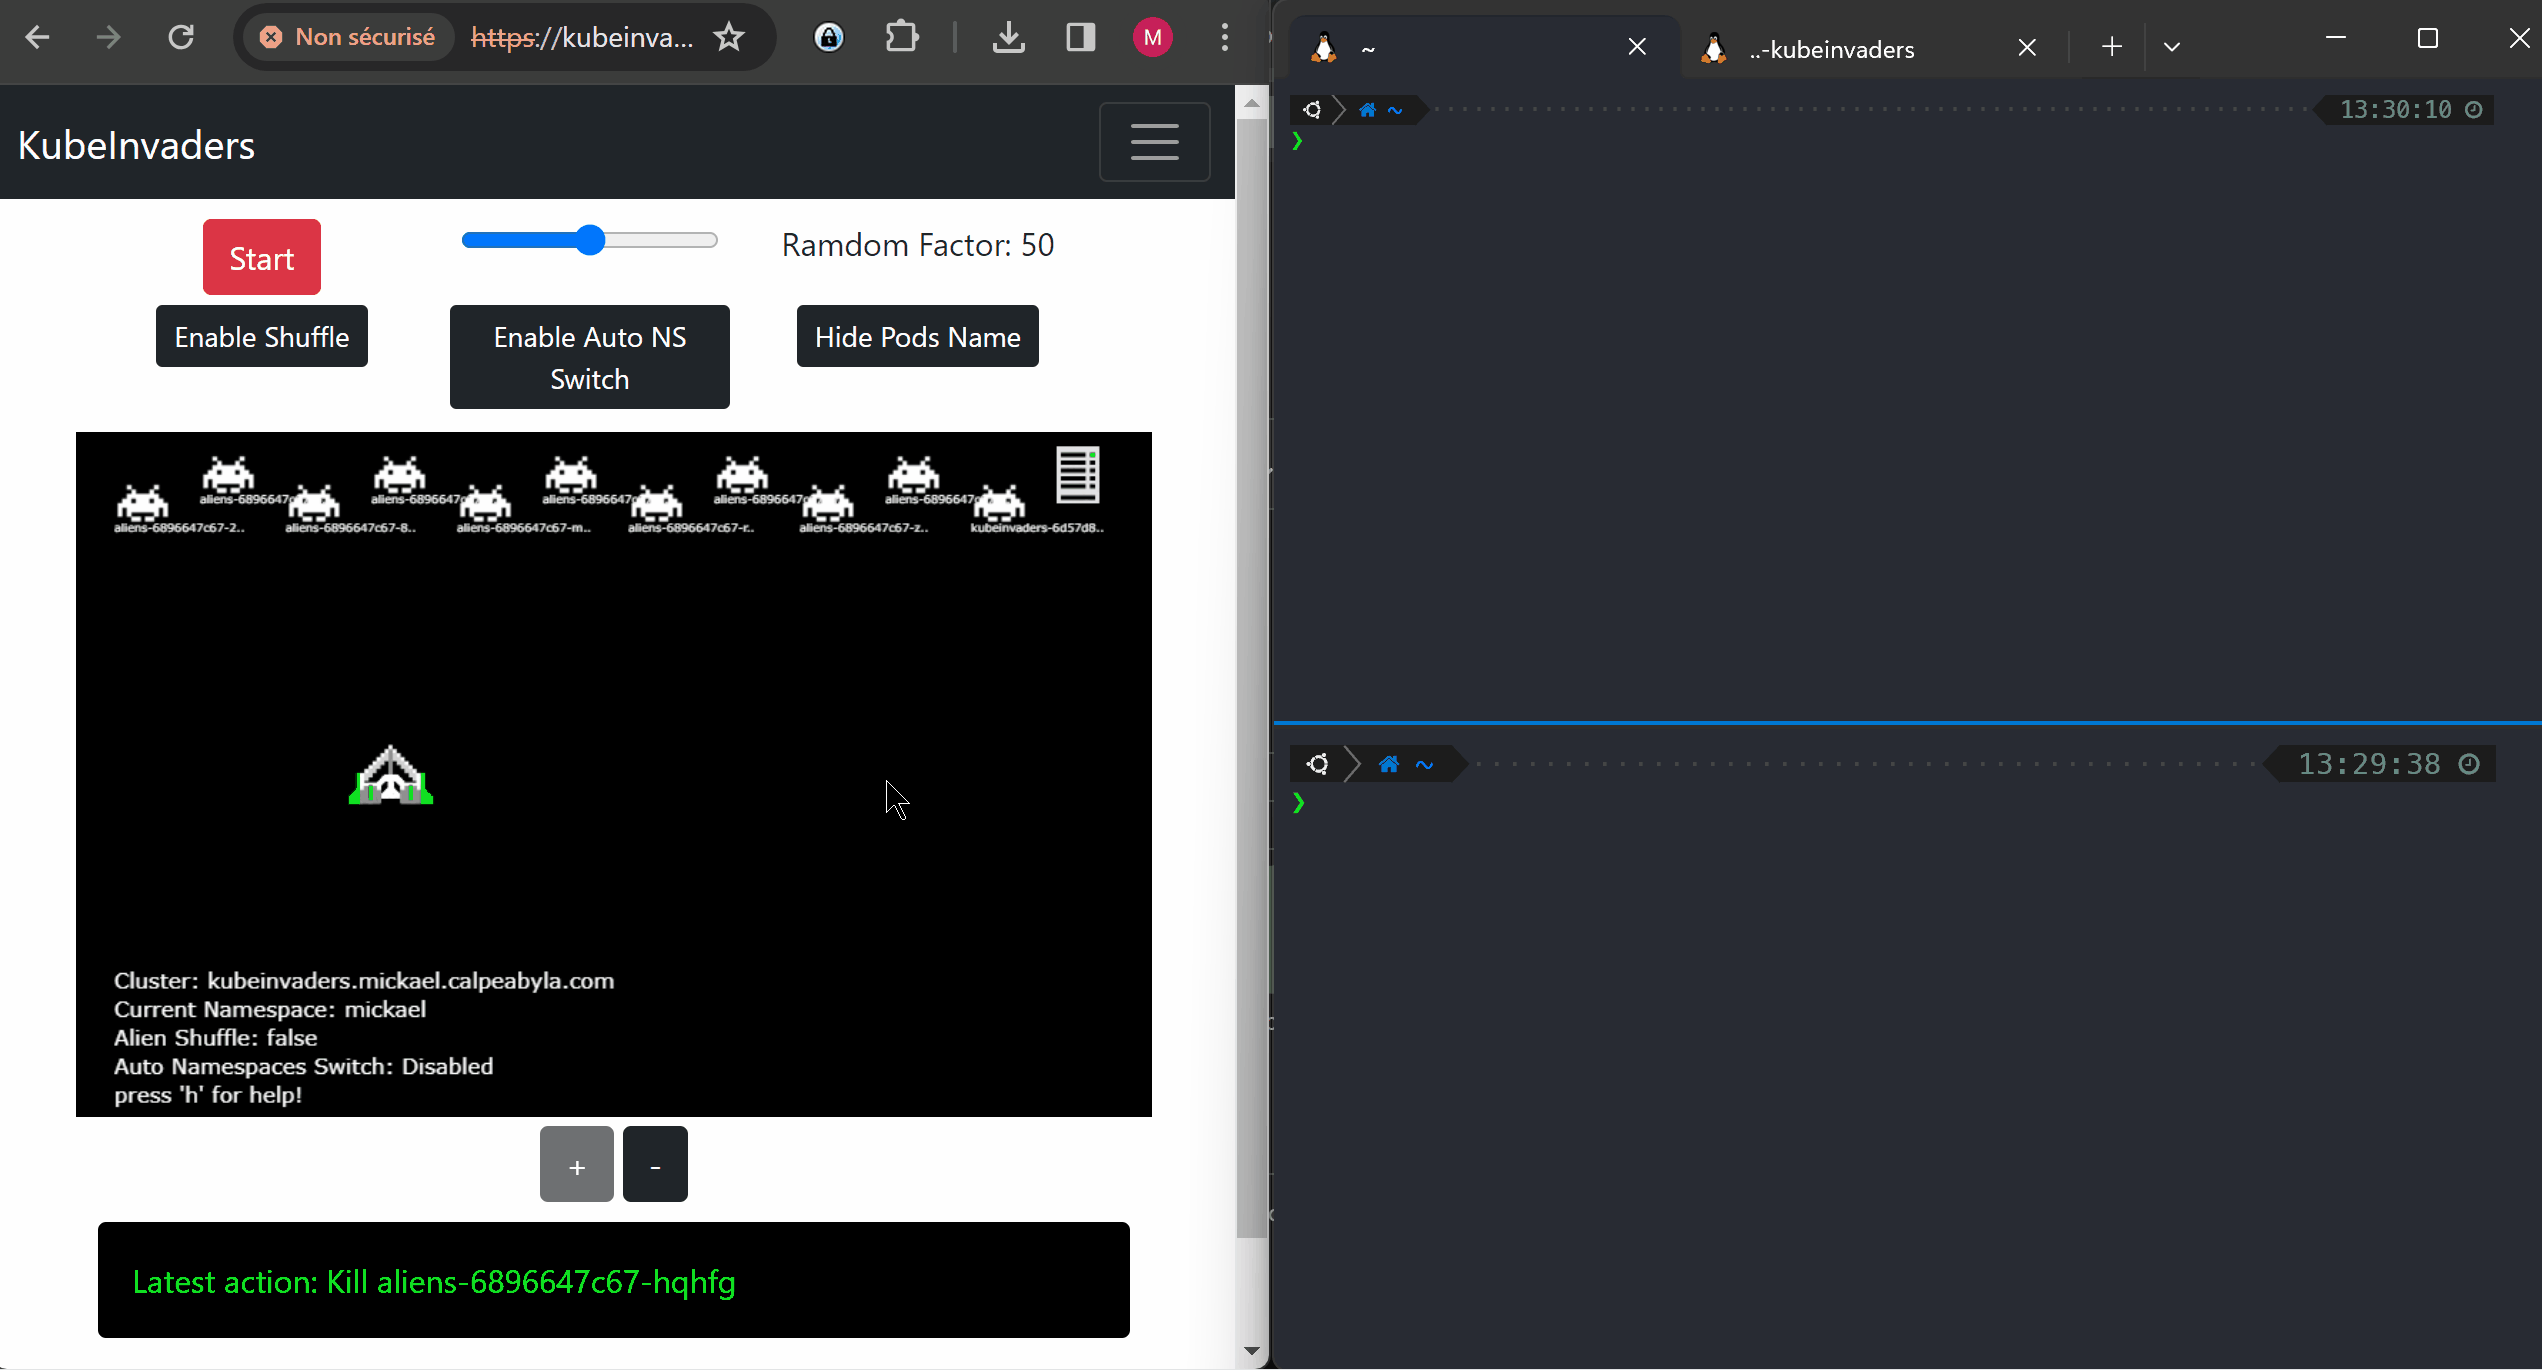 Non sécurisé
https://kubeinva...
M
KubeInvaders
Start
Ramdom Factor: 50
Enable Shuffle
Enable Auto NS
Switch
Hide Pods Name
aliens-6896647
aliens-6896647
aliens-6896647
aliens-6896647
aliens-6896647
aliens-6896647c67-2..
aliens-6896647c67-8..
aliens-6896647c67-m..
aliens-6896647c67-r..
aliens-6896647c67-z..
kubeinvaders-6d57d8..
Cluster: kubeinvaders.mickael.calpeabyla.com
Current Namespace: mickael
Alien Shuffle: false
Auto Namespaces Switch: Disabled
press 'h' for help!
+
-
Latest action: Kill aliens-6896647c67-hqhfg
~
..-kubeinvaders
~
13:30:10
❯
~
13:29:38
❯